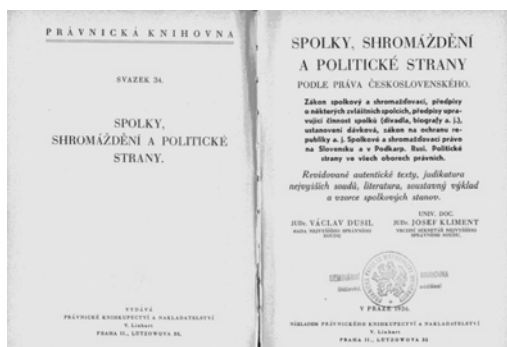 PRÁVNICKÁ KNIHOVNA
SVAZEK 34.
SPOLKY,
SHROMÁŽDĚNÍ A POLITICKÉ
STRANY.
VYDÁVÁ
PRÁVNICKÉ KNIHKUPECTVÍ A NAKLADATELSTVÍ
V. Linhart
PRAHA II., LÜTZOWOVA 35.
SPOLKY, SHROMÁŽDĚNÍ
A POLITICKÉ STRANY
PODLE PRÁVA ČESKOSLOVENSKÉHO.
Zákon spolkový a shromažďovací, předpisy
o některých zvláštních spolcích, předpisy upra-
vující činnost spolků (divadla, biografy a. j.),
ustanovení dávková, zákon na ochranu re-
publiky a. j. Spolkové a shromažďovací právo
na Slovensku a v Podkarp. Rusi. Politické
strany ve všech oborech právních.
Revidované autentické texty, judikatura
nejvyšších soudů, literatura, soustavný výklad
a vzorce spolkových stanov.
JUDr. VÁCLAV DUSIL
RADA NEJVYŠŠÍHO SPRÁVNÍHO
SOUDU
UNIV. DOC.
JUDr. JOSEF KLIMENT
VRCHNÍ SEKRETÁŘ NEJVYŠŠÍHO
SPRÁVNÍHO SOUDU.
V PRAZE 1936
NÁKLADEM PRÁVNICKÉHO KNIHKUPECTVÍ A NAKLADATELSTVÍ
V. Linhart
PRAHA II., LÜTZOWOVA 35